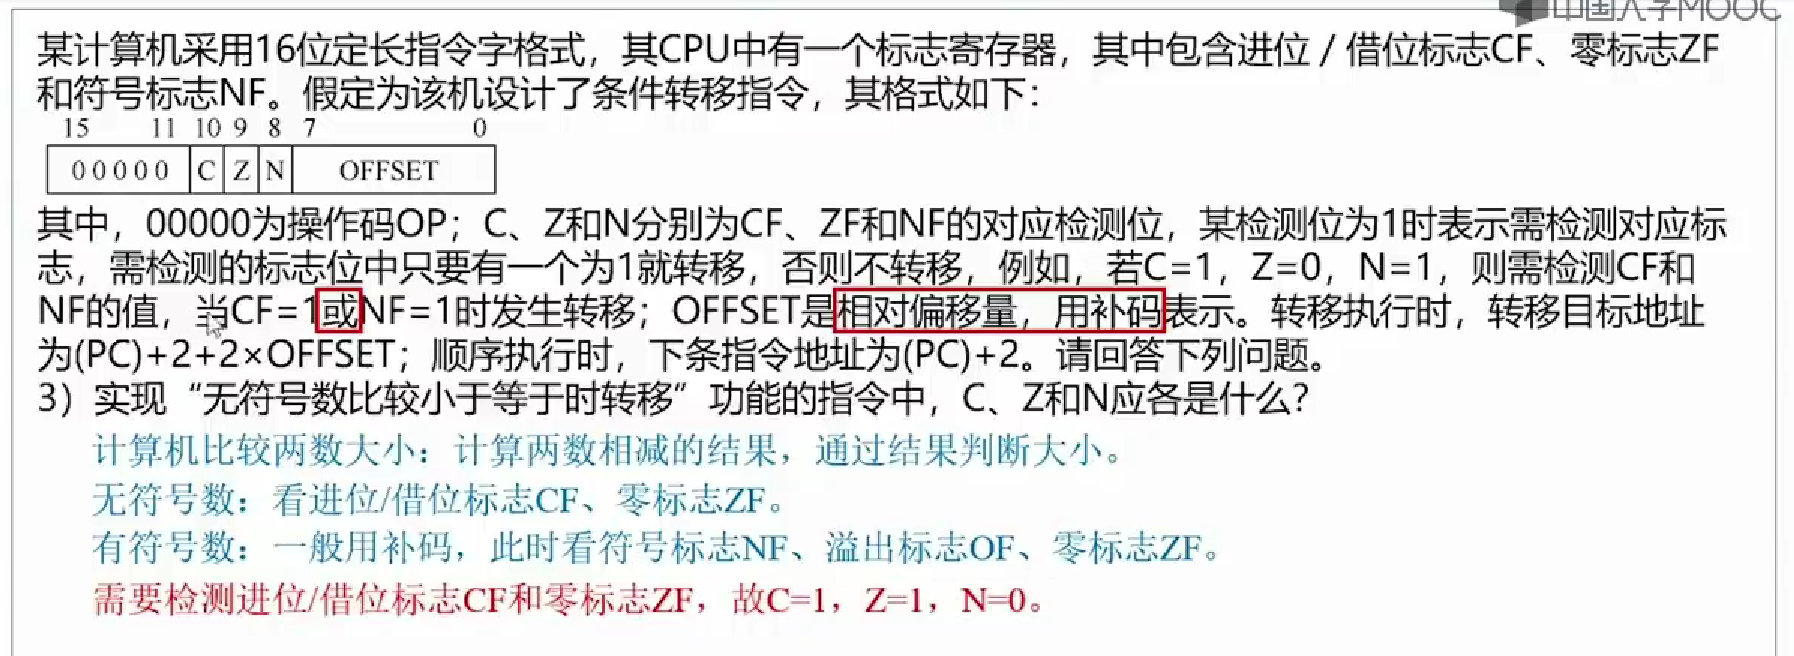 中国大学MOOC
某计算机采用16位定长指令字格式，其CPU中有一个标志寄存器，其中包含进位 / 借位标志CF、零标志ZF
和符号标志NF。假定为该机设计了条件转移指令，其格式如下：
15 11 10 9 8 7 0
0 0 0 0 0 C Z N OFFSET
其中，00000为操作码OP；C、Z和N分别为CF、ZF和NF的对应检测位，某检测位为1时表示需检测对应标
志，需检测的标志位中只要有一个为1就转移，否则不转移，例如，若C=1，Z=0，N=1，则需检测CF和
NF的值，当CF=1或NF=1时发生转移；OFFSET是相对偏移量，用补码表示。转移执行时，转移目标地址
为(PC)+2+2×OFFSET；顺序执行时，下条指令地址为(PC)+2。请回答下列问题。
3）实现“无符号数比较小于等于时转移”功能的指令中，C、Z和N应各是什么？
计算机比较两数大小：计算两数相减的结果，通过结果判断大小。
无符号数：看进位/借位标志CF、零标志ZF。
有符号数：一般用补码，此时看符号标志NF、溢出标志OF、零标志ZF。
需要检测进位/借位标志CF和零标志ZF，故C=1，Z=1，N=0。